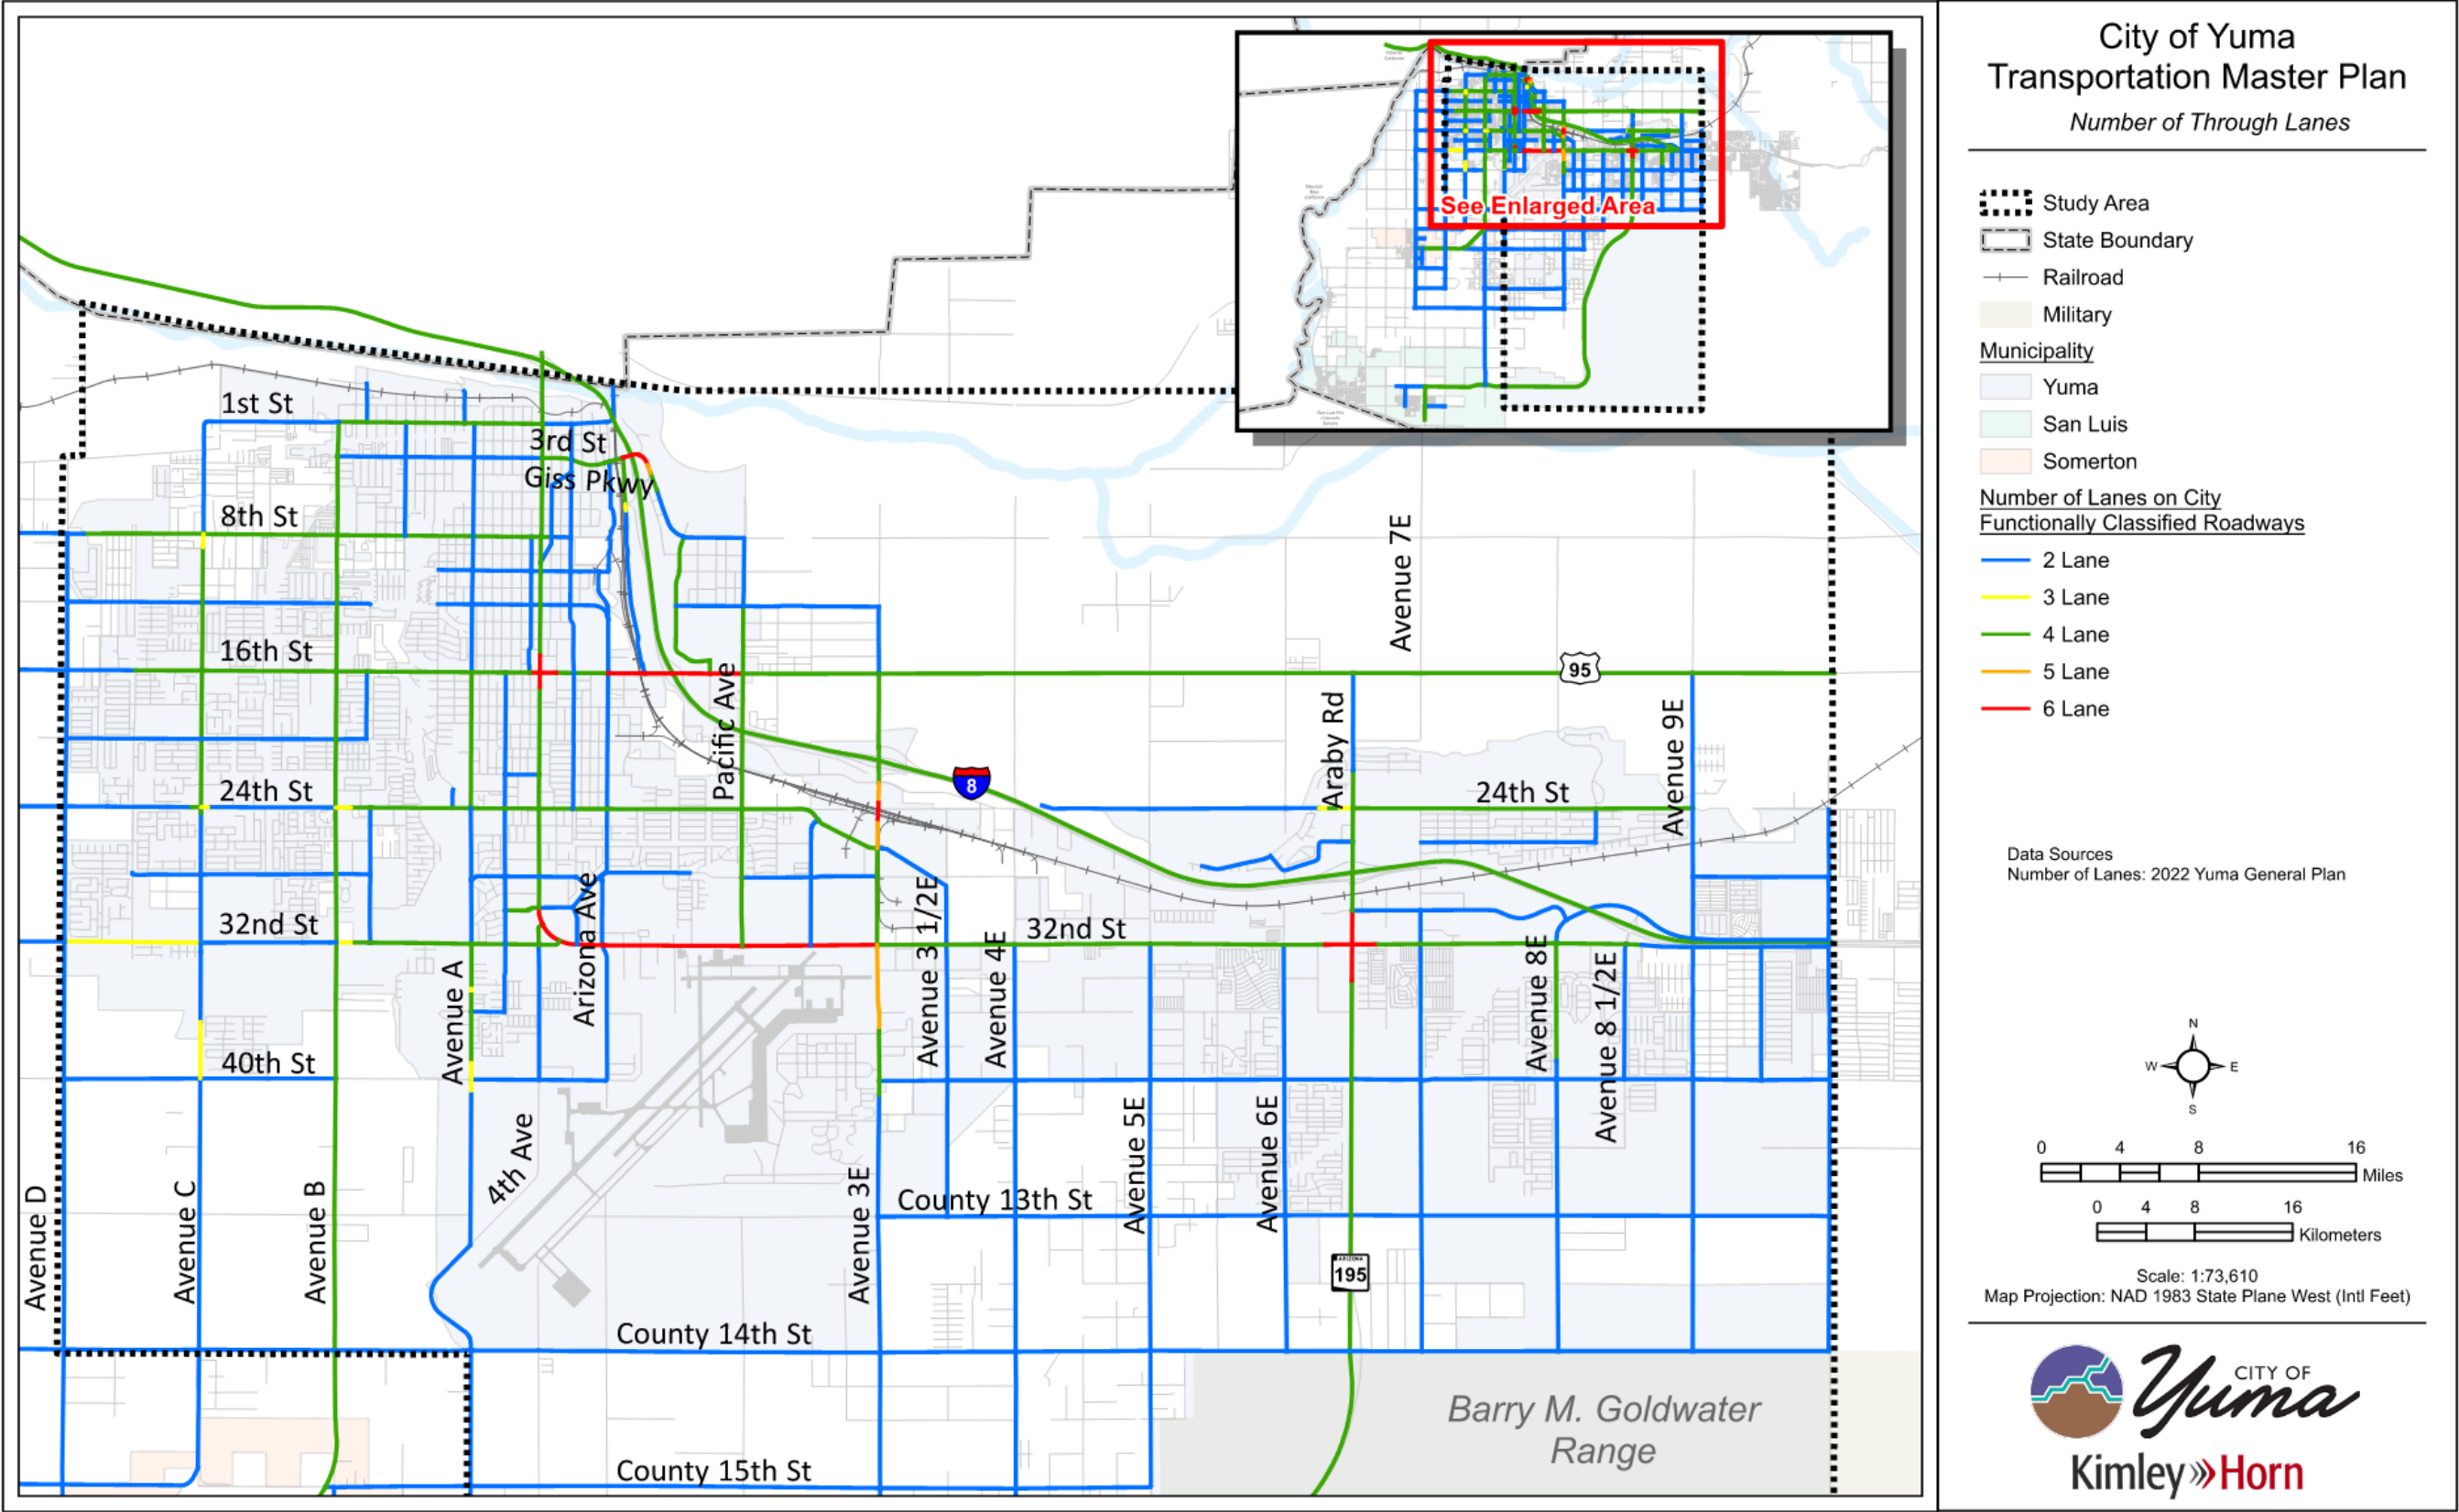 City of Yuma
Transportation Master Plan
Number of Through Lanes
Study Area
State Boundary
Railroad
Military
Municipality
Yuma
San Luis
Somerton
Number of Lanes on City
Functionally Classified Roadways
2 Lane
3 Lane
4 Lane
5 Lane
6 Lane
Data Sources
Number of Lanes: 2022 Yuma General Plan
N
W E
S
0 4 8 16
Miles
0 4 8 16
Kilometers
Scale: 1:73,610
Map Projection: NAD 1983 State Plane West (Intl Feet)
CITY OF
Yuma
Kimley»Horn
See Enlarged Area
1st St
3rd St
Giss Pkwy
8th St
16th St
24th St
32nd St
40th St
Avenue D
Avenue C
Avenue B
Avenue A
4th Ave
Arizona Ave
Pacific Ave
Avenue 3E
Avenue 3 1/2E
Avenue 4E
Avenue 5E
Avenue 6E
Araby Rd
Avenue 7E
Avenue 8E
Avenue 8 1/2E
Avenue 9E
95
8
24th St
32nd St
County 13th St
ARIZONA
195
County 14th St
County 15th St
Barry M. Goldwater
Range